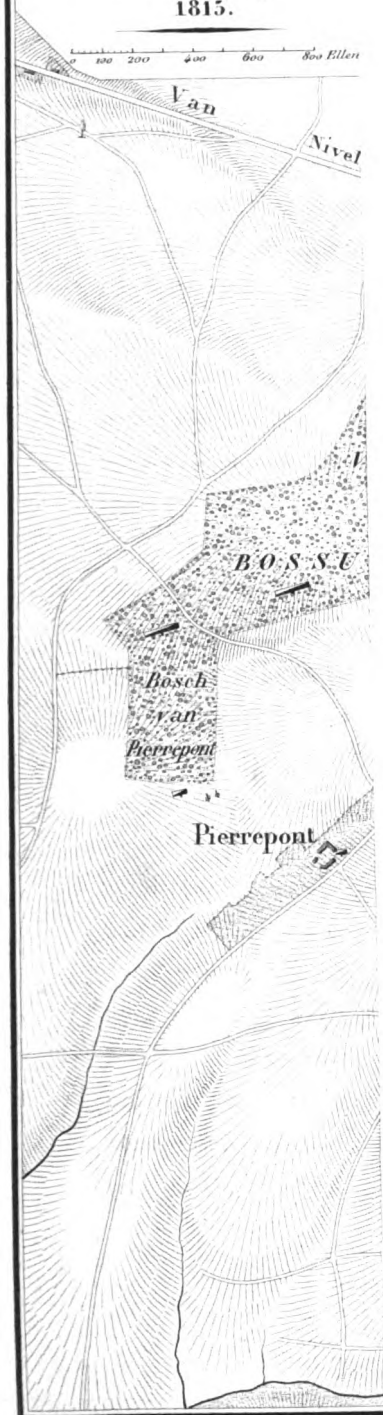 1815.
0 100 200 400 600 800 Ellen
Van
Nivel
V
BOSSU
Bosch
van
Pierrepont
Pierrepont